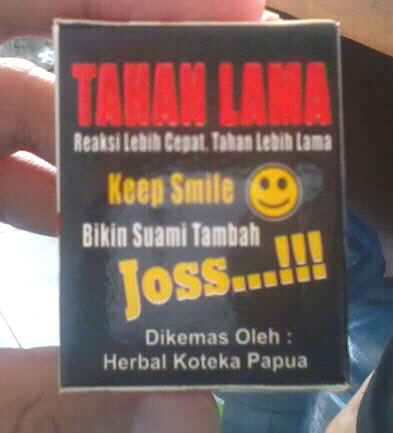 TAHAN LAMA
Reaksi Lebih Cepat, Tahan Lebih Lama
Keep Smile
Bikin Suami Tambah
Joss...!!!
Dikemas Oleh :
Herbal Koteka Papua